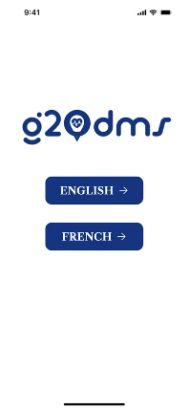 9:41
g20dms
ENGLISH →
FRENCH →